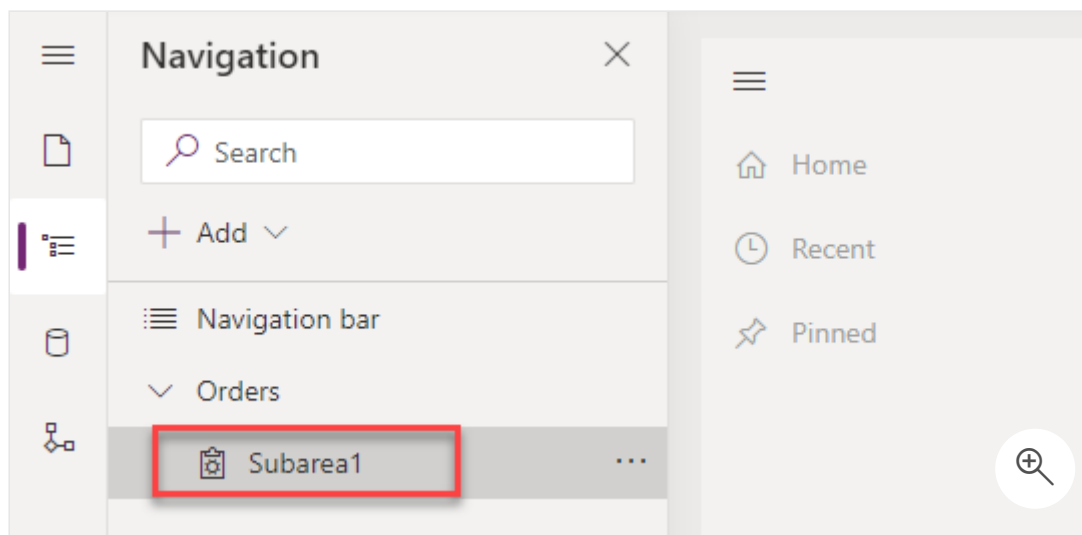 Navigation
Search
Add
Navigation bar
Orders
Subarea1
Home
Recent
Pinned